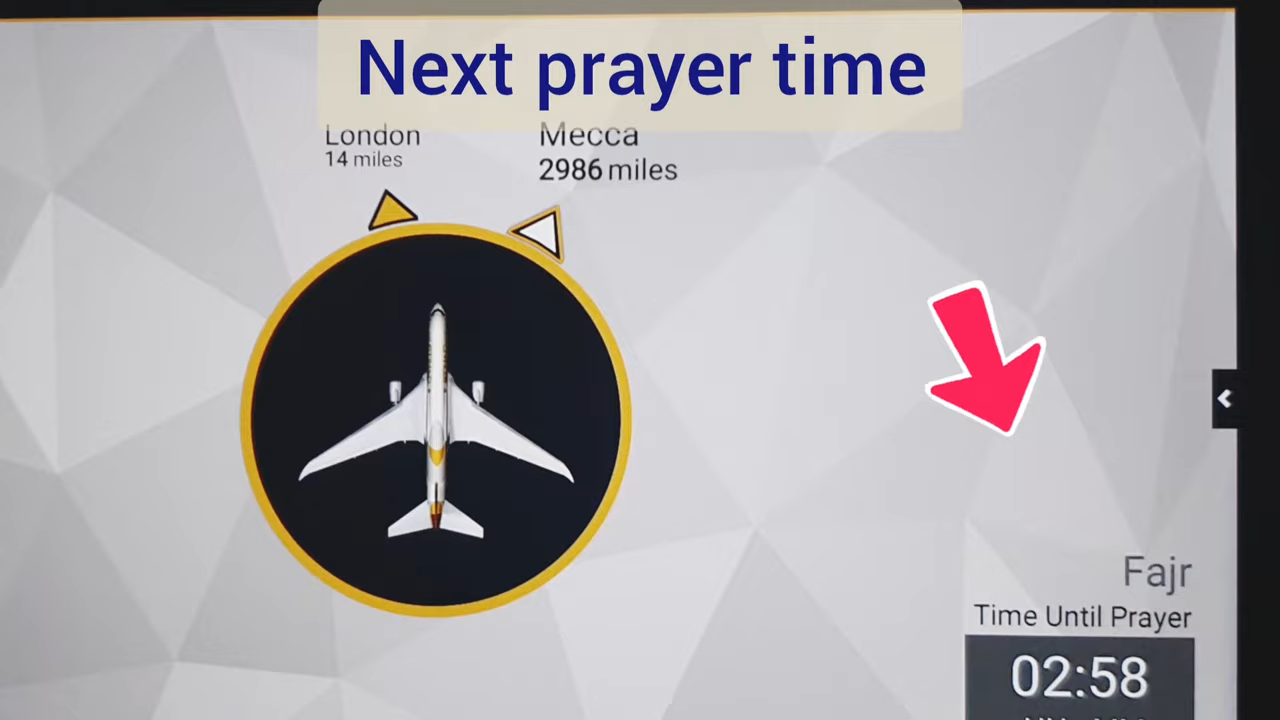 Next prayer time
London
14 miles
Mecca
2986 miles
Fajr
Time Until Prayer
02:58